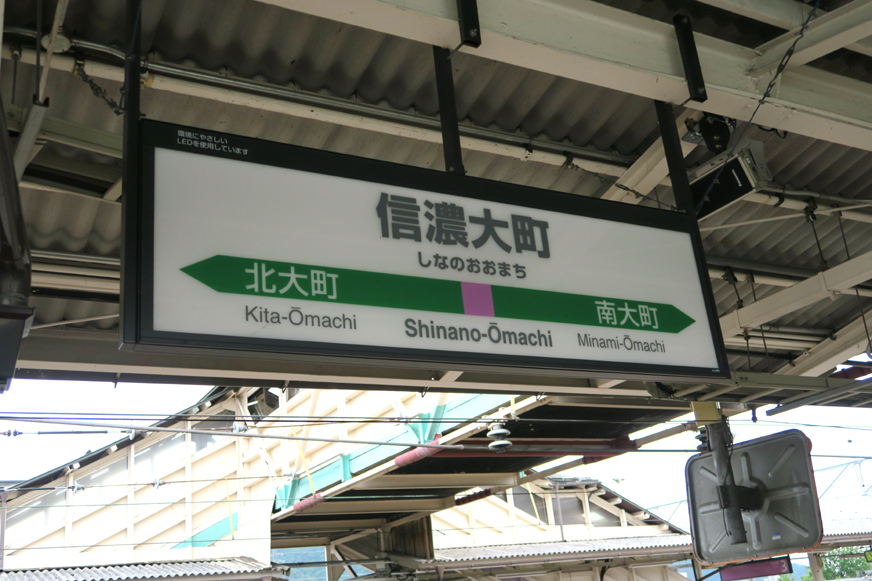 環境にやさしい
LEDを使用しています
信濃大町
しなのおおまち
北大町
南大町
Kita-Ōmachi
Shinano-Ōmachi
Minami-Ōmachi